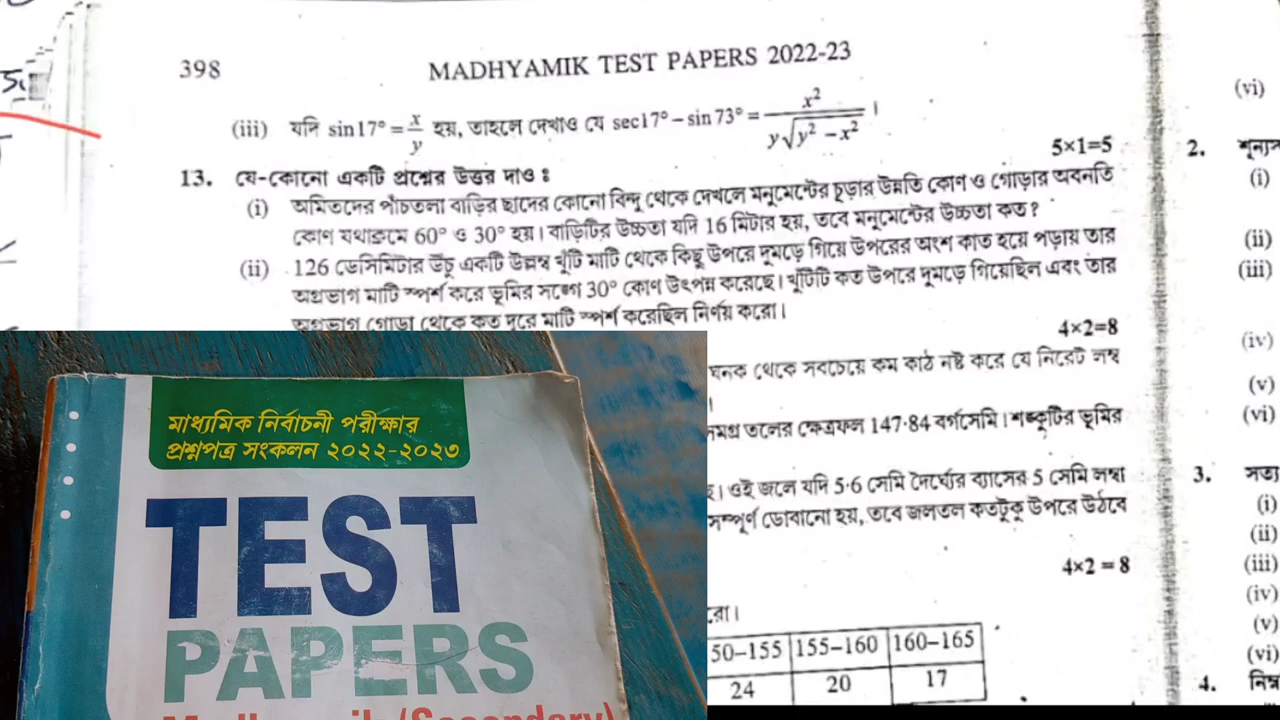 398
MADHYAMIK TEST PAPERS 2022-23
(iii) যদি sin17° = x/y হয়, তাহলে দেখাও যে sec17° – sin 73° = x²/(y√(y² – x²)) ।
5×1=5
13. যে-কোনো একটি প্রশ্নের উত্তর দাও ঃ
(i) অমিতদের পাঁচতলা বাড়ির ছাদের কোনো বিন্দু থেকে দেখলে মনুমেন্টের চূড়ার উন্নতি কোণ ও গোড়ার অবনতি
কোণ যথাক্রমে 60° ও 30° হয়। বাড়িটির উচ্চতা যদি 16 মিটার হয়, তবে মনুমেন্টের উচ্চতা কত?
(ii) 126 ডেসিমিটার উঁচু একটি উল্লম্ব খুঁটি মাটি থেকে কিছু উপরে দুমড়ে গিয়ে উপরের অংশ কাত হয়ে পড়ায় তার
অগ্রভাগ মাটি স্পর্শ করে ভূমির সঙ্গে 30° কোণ উৎপন্ন করেছে। খুঁটিটি কত উপরে দুমড়ে গিয়েছিল এবং তার
অগ্রভাগ গোড়া থেকে কত দূরে মাটি স্পর্শ করেছিল নির্ণয় করো।
4×2=8
ঘনক থেকে সবচেয়ে কম কাঠ নষ্ট করে যে নিরেট লম্ব
সমগ্র তলের ক্ষেত্রফল 147·84 বর্গসেমি। শঙ্কুটির ভূমির
। ওই জলে যদি 5·6 সেমি দৈর্ঘ্যের ব্যাসের 5 সেমি লম্বা
সম্পূর্ণ ডোবানো হয়, তবে জলতল কতটুকু উপরে উঠবে
4×2 = 8
করো।
50–155 155–160 160–165
24 20 17
(vi)
2.
(i)
(ii)
(iii)
(iv)
(v)
(vi)
3. সত্য
(i)
(ii)
(iii)
(iv)
(v)
(vi)
4. নিম্ন
মাধ্যমিক নির্বাচনী পরীক্ষার
প্রশ্নপত্র সংকলন ২০২২-২০২৩
TEST
PAPERS
Madhyamik (Secondary)